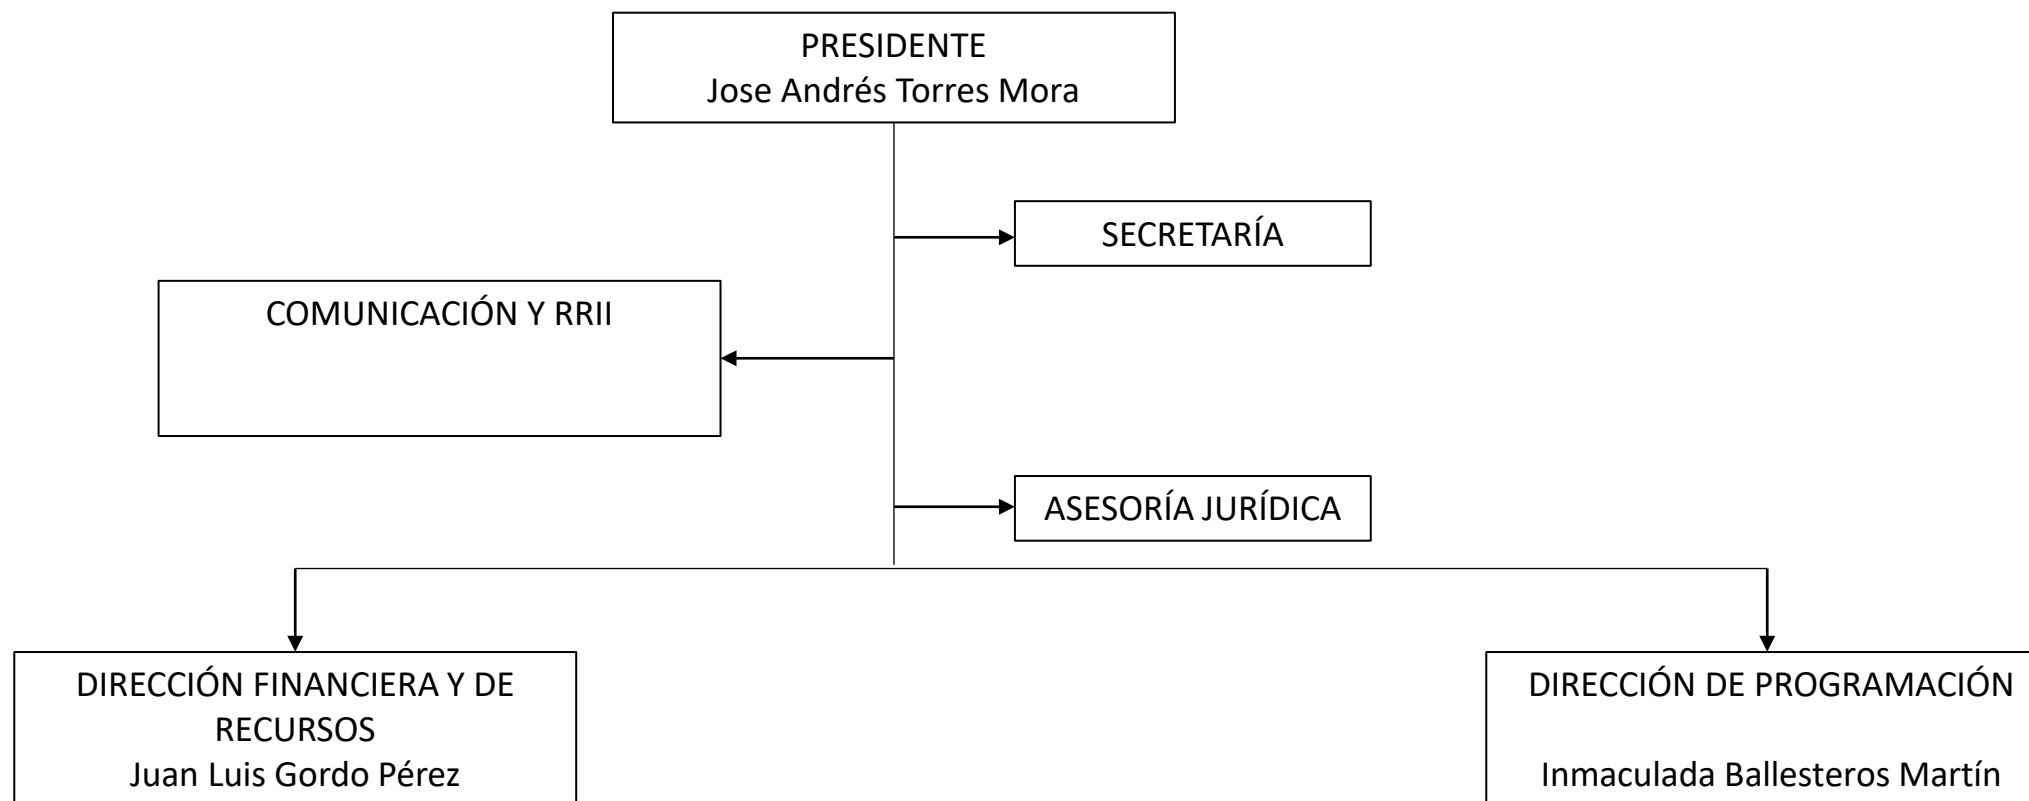 PRESIDENTE
Jose Andrés Torres Mora
SECRETARÍA
COMUNICACIÓN Y RRII
ASESORÍA JURÍDICA
DIRECCIÓN FINANCIERA Y DE
RECURSOS
Juan Luis Gordo Pérez
DIRECCIÓN DE PROGRAMACIÓN
Inmaculada Ballesteros Martín